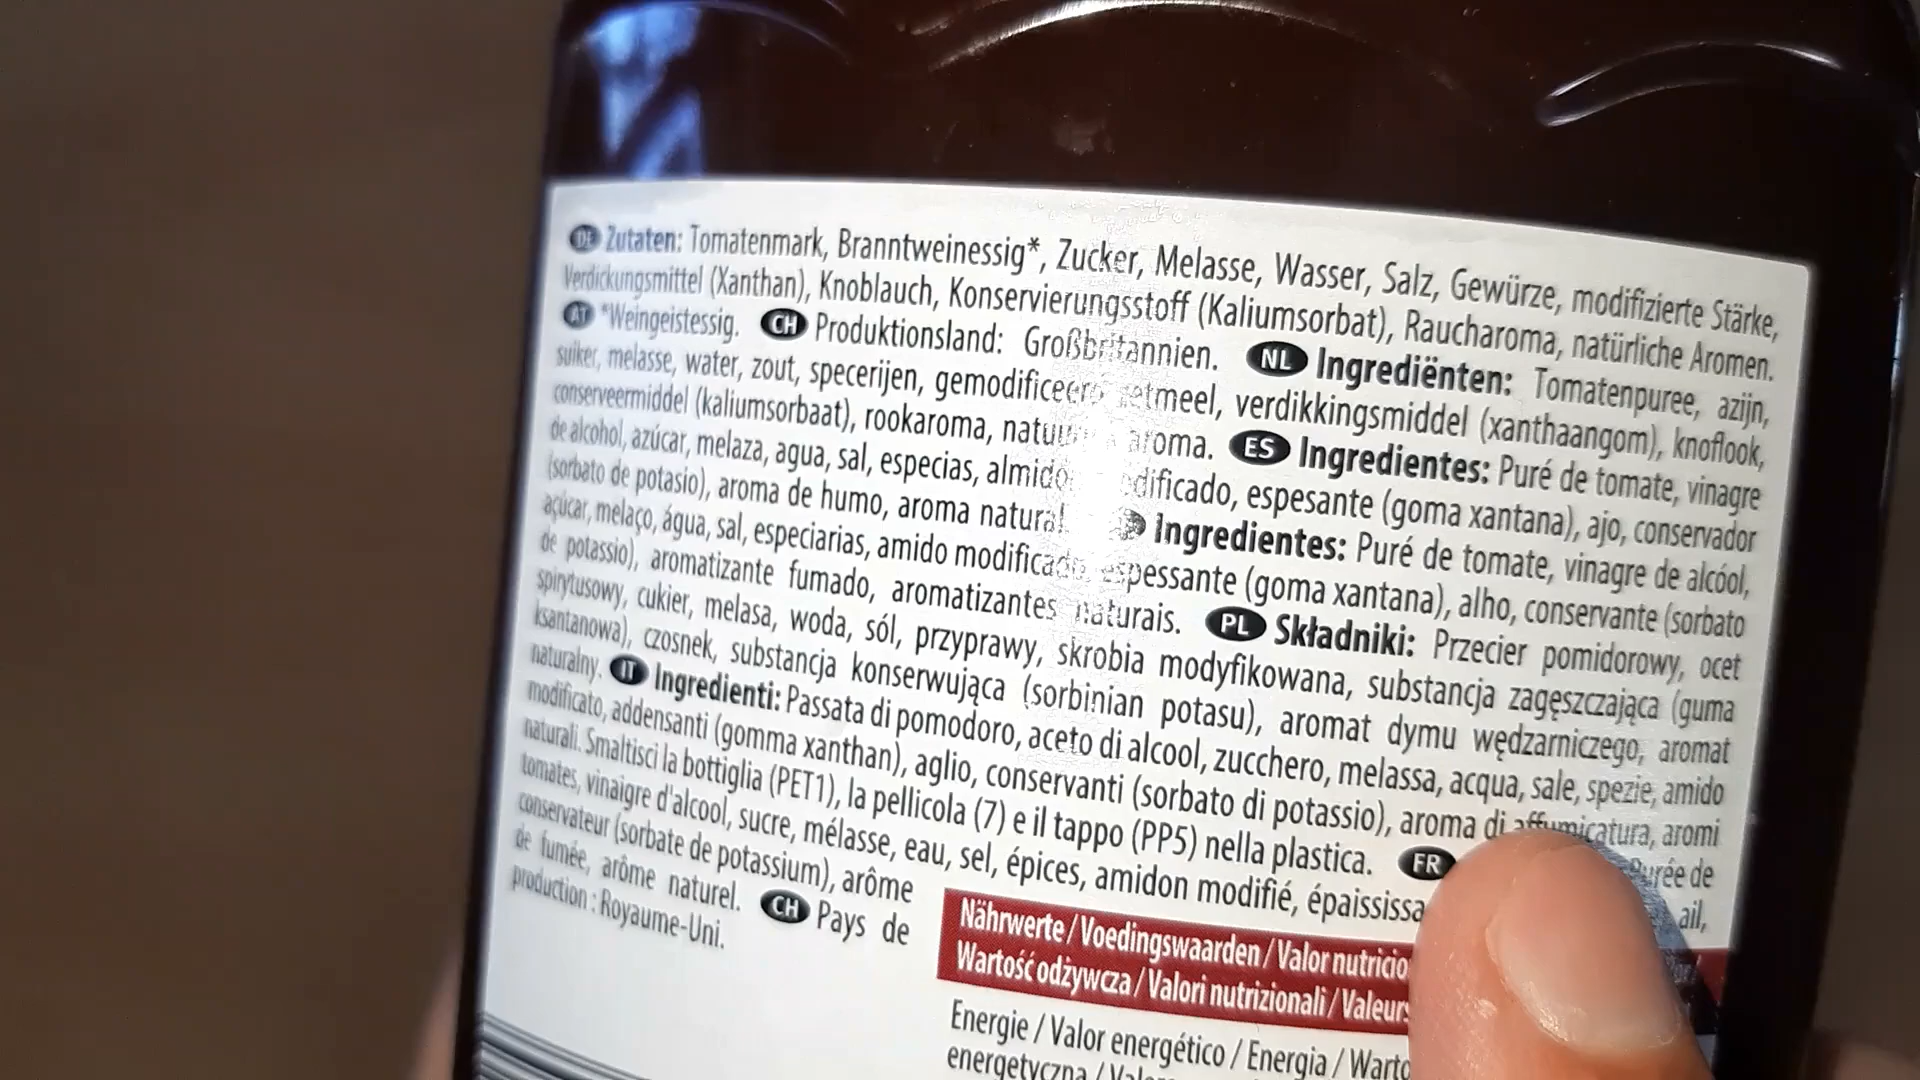 DE Zutaten: Tomatenmark, Branntweinessig*, Zucker, Melasse, Wasser, Salz, Gewürze, modifizierte Stärke,
Verdickungsmittel (Xanthan), Knoblauch, Konservierungsstoff (Kaliumsorbat), Raucharoma, natürliche Aromen.
AT *Weingeistessig. CH Produktionsland: Großbritannien. NL Ingrediënten: Tomatenpuree, azijn,
suiker, melasse, water, zout, specerijen, gemodificeerd zetmeel, verdikkingsmiddel (xanthaangom), knoflook,
conserveermiddel (kaliumsorbaat), rookaroma, aroma. ES Ingredientes: Puré de tomate, vinagre
de alcohol, azúcar, melaza, agua, sal, especias, almidón modificado, espesante (goma xantana), ajo, conservador
(sorbato de potasio), aroma de humo, aroma natural. Ingredientes: Puré de tomate, vinagre de alcóol,
açúcar, melaço, água, sal, especiarias, amido modificado, espessante (goma xantana), alho, conservante (sorbato
de potassio), aromatizante fumado, aromatizantes naturais. PL Składniki: Przecier pomidorowy, ocet
spirytusowy, cukier, melasa, woda, sól, przyprawy, skrobia modyfikowana, substancja zagęszczająca (guma
ksantanowa), czosnek, substancja konserwująca (sorbinian potasu), aromat dymu wędzarniczego, aromat
naturalny. IT Ingredienti: Passata di pomodoro, aceto di alcool, zucchero, melassa, acqua, sale, spezie, amido
modificato, addensanti (gomma xanthan), aglio, conservanti (sorbato di potassio), aroma di affumicatura, aromi
naturali. Smaltisci la bottiglia (PET1), la pellicola (7) e il tappo (PP5) nella plastica. FR Purée de
tomates, vinaigre d'alcool, sucre, mélasse, eau, sel, épices, amidon modifié, ail,
conservateur (sorbate de potassium), arôme
de fumée, arôme naturel. CH Pays de
production : Royaume-Uni.
Nährwerte / Voedingswaarden / Valor
Wartość odżywcza / Valori nutrizionali /
Energie / Valor energético / Energia /
energetyczna /